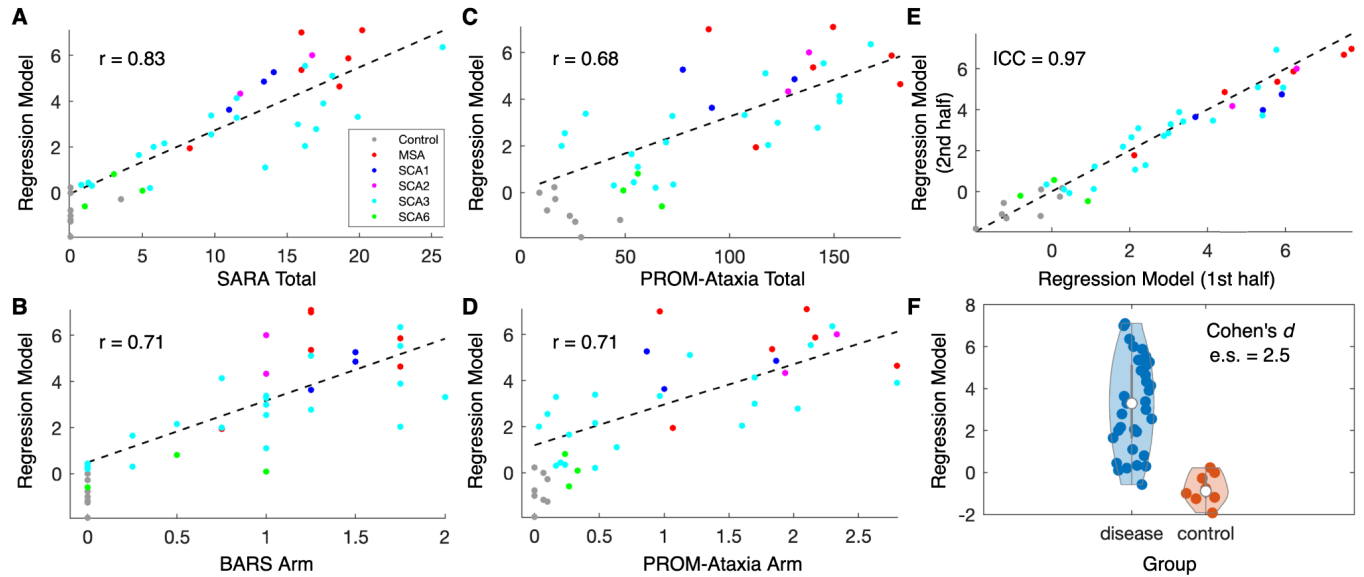 A
Regression Model
6
4
2
0
r = 0.83
Control
MSA
SCA1
SCA2
SCA3
SCA6
0
5
10
15
20
25
SARA Total
B
Regression Model
6
4
2
0
r = 0.71
0
0.5
1
1.5
2
BARS Arm
C
Regression Model
6
4
2
0
r = 0.68
50
100
150
PROM-Ataxia Total
D
Regression Model
6
4
2
0
r = 0.71
0
0.5
1
1.5
2
2.5
PROM-Ataxia Arm
E
Regression Model
(2nd half)
6
4
2
0
ICC = 0.97
0
2
4
6
Regression Model (1st half)
F
Regression Model
8
6
4
2
0
-2
Cohen's d
e.s. = 2.5
disease
control
Group